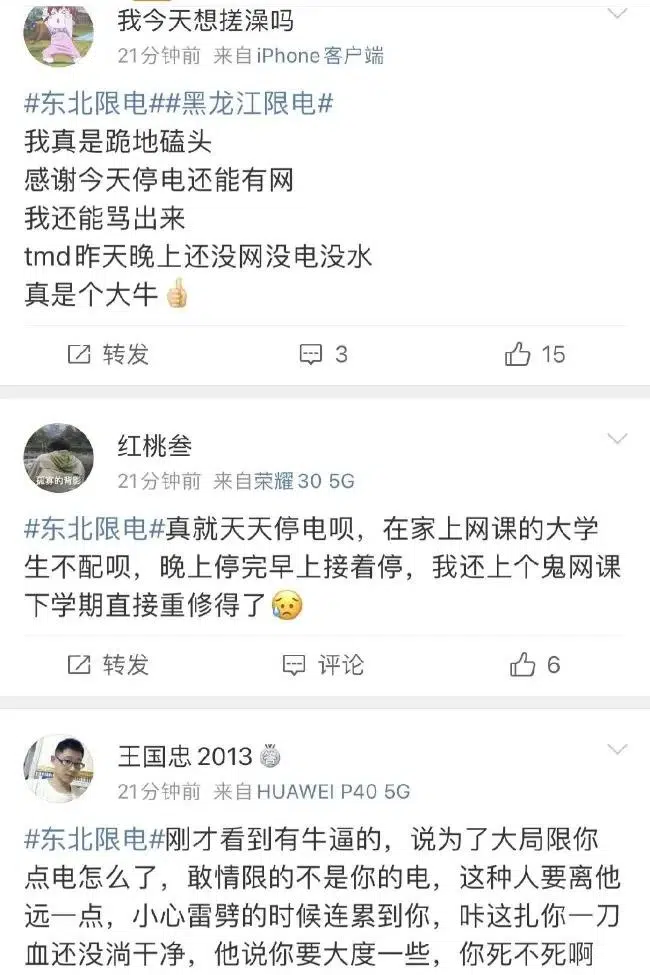 我今天想搓澡吗
21分钟前 来自iPhone客户端
#东北限电##黑龙江限电#
我真是跪地磕头
感谢今天停电还能有网
我还能骂出来
tmd昨天晚上还没网没电没水
真是个大牛👍🏻
转发 3 15
红桃叁
孤寡的背影
21分钟前 来自荣耀30 5G
#东北限电#真就天天停电呗，在家上网课的大学
生不配呗，晚上停完早上接着停，我还上个鬼网课
下学期直接重修得了😥
转发 评论 6
王国忠2013
21分钟前 来自HUAWEI P40 5G
#东北限电#刚才看到有牛逼的，说为了大局限你
点电怎么了，敢情限的不是你的电，这种人要离他
远一点，小心雷劈的时候连累到你，咔这扎你一刀
血还没淌干净，他说你要大度一些，你死不死啊